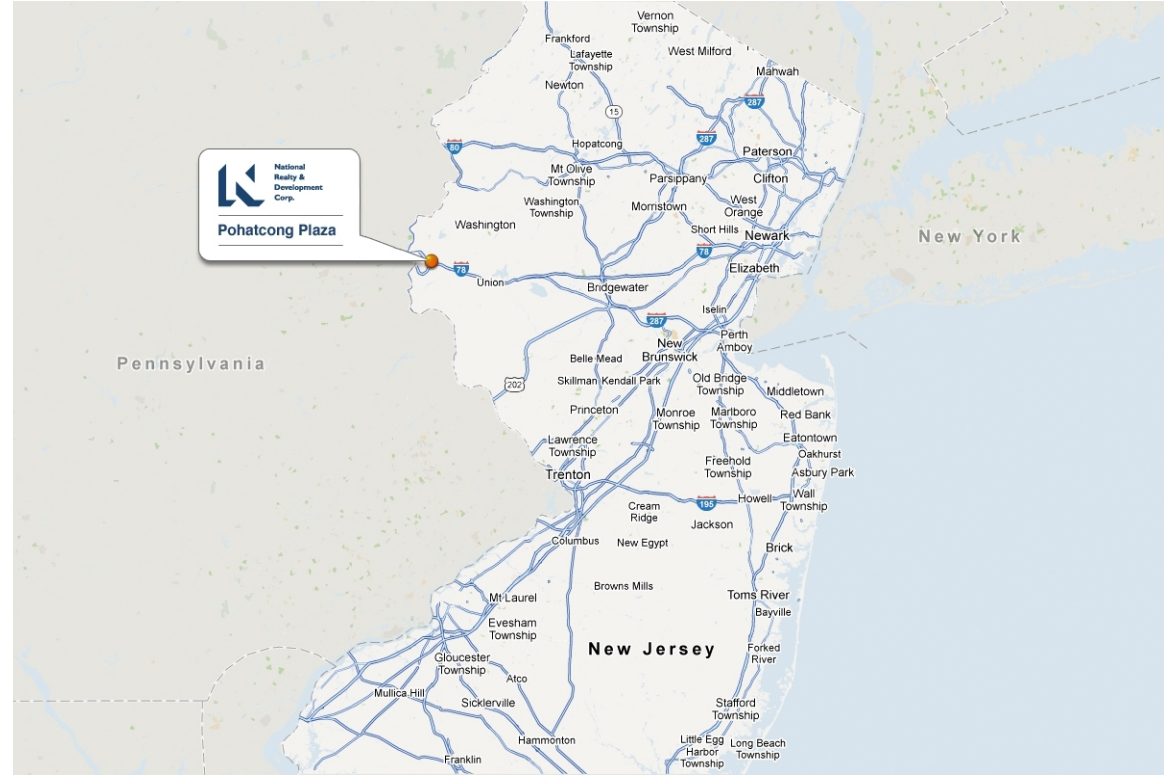 Vernon
Township
Frankford
West Milford
Lafayette
Township
Mahwah
Newton
287
15
287
80
Hopatcong
Paterson
Mt Olive
Township
Parsippany
Clifton
National
Realty &
Development
Corp.
Pohatcong Plaza
Washington
Township
Morristown
West
Orange
Washington
Short Hills
Newark
New York
78
78
Union
Elizabeth
Bridgewater
Iselin
287
Perth
Amboy
New
Brunswick
Pennsylvania
Belle Mead
202
Skillman
Kendall Park
Old Bridge
Township
Middletown
Princeton
Monroe
Township
Marlboro
Township
Red Bank
Eatontown
Lawrence
Township
Oakhurst
Freehold
Township
Asbury Park
Trenton
195
Howell
Wall
Township
Cream
Ridge
Jackson
Columbus
New Egypt
Brick
Browns Mills
Mt Laurel
Toms River
Bayville
Evesham
Township
New Jersey
Forked
River
Gloucester
Township
Atco
Mullica Hill
Sicklerville
Stafford
Township
Hammonton
Little Egg
Harbor
Township
Long Beach
Township
Franklin